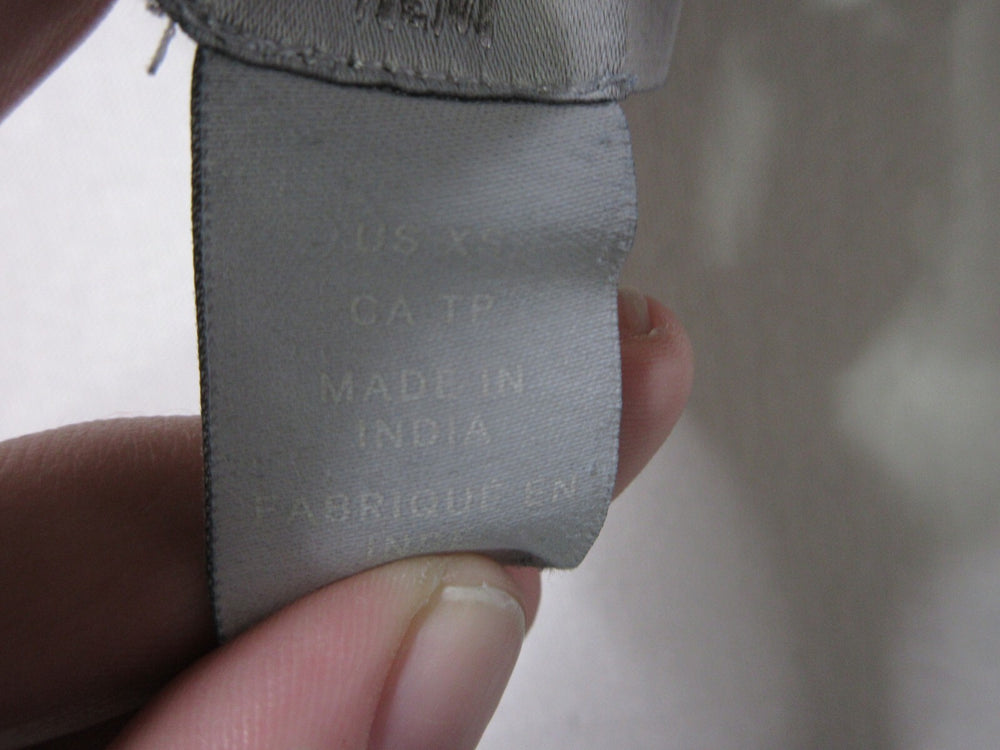 US XS
CA TP
MADE IN
INDIA
FABRIQUÉ EN